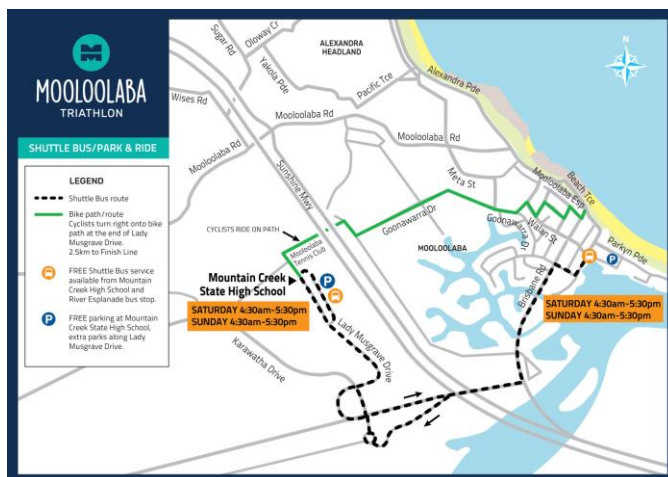 MOOLOOLABA
TRIATHLON
SHUTTLE BUS/PARK & RIDE
LEGEND
Shuttle Bus route
Bike path/route
Cyclists turn right onto bike
path at the end of Lady
Musgrave Drive.
2.5km to Finish Line
FREE Shuttle Bus service
available from Mountain
Creek High School and
River Esplanade bus stop.
P
FREE parking at Mountain
Creek State High School,
extra parks along Lady
Musgrave Drive.
Sugar Rd
Oloway Cr
ALEXANDRA
HEADLAND
Yakola Pde
Pacific Tce
Alexandra Pde
N
Wises Rd
Mooloolaba Rd
Mooloolaba Rd
Mooloolaba Rd
Sunshine Mwy
Meta St
Mooloolaba Esp
Beach Tce
CYCLISTS RIDE ON PATH
Goonawarra Dr
Goonawarra Dr
Walan St
Parkyn Pde
MOOLOOLABA
Brisbane Rd
P
Mooloolaba
Tennis Club
Mountain Creek
State High School
P
SATURDAY 4:30am-5:30pm
SUNDAY 4:30am-5:30pm
SATURDAY 4:30am-5:30pm
SUNDAY 4:30am-5:30pm
Lady Musgrave Drive
Karawatha Drive